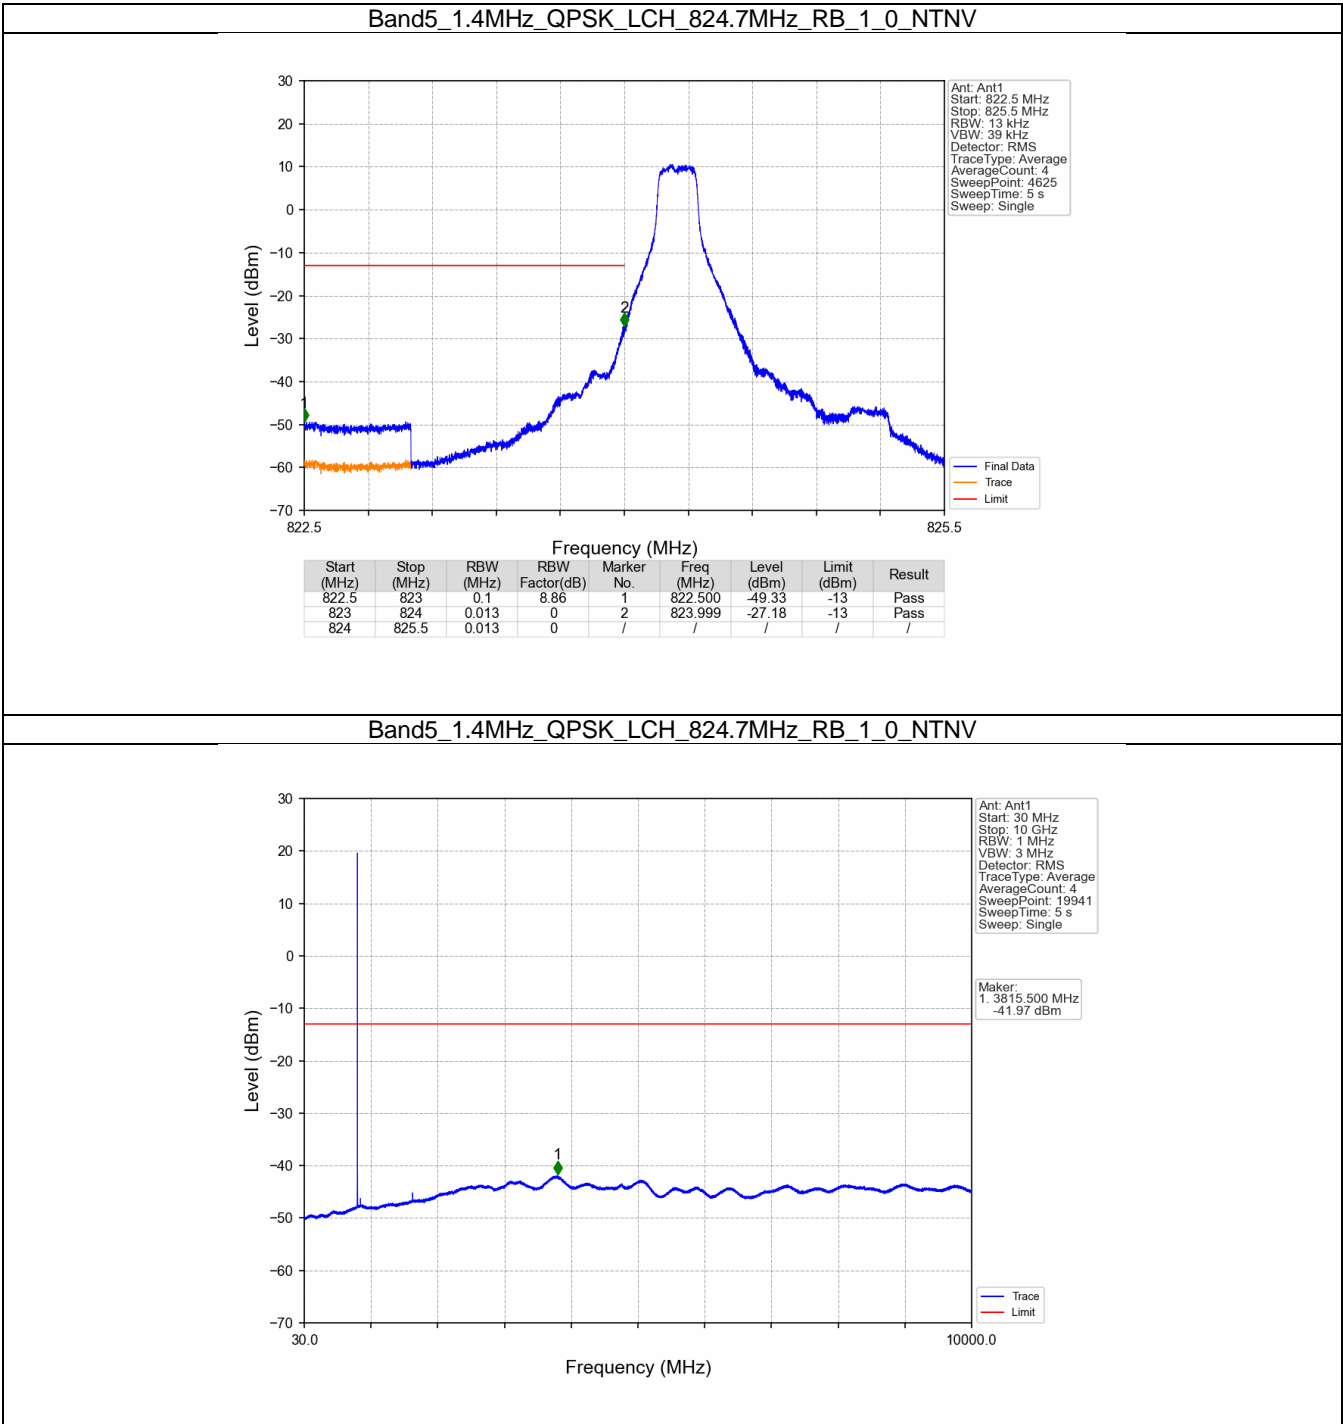 Band5_1.4MHz_QPSK_LCH_824.7MHz_RB_1_0_NTNV
30
20
10
0
−10
−20
−30
−40
−50
−60
−70
Level (dBm)
1
2
822.5
825.5
Frequency (MHz)
Ant: Ant1
Start: 822.5 MHz
Stop: 825.5 MHz
RBW: 13 kHz
VBW: 39 kHz
Detector: RMS
TraceType: Average
AverageCount: 4
SweepPoint: 4625
SweepTime: 5 s
Sweep: Single
Final Data
Trace
Limit
Start (MHz) Stop (MHz) RBW (MHz) RBW Factor(dB) Marker No. Freq (MHz) Level (dBm) Limit (dBm) Result
822.5 823 0.1 8.86 1 822.500 -49.33 -13 Pass
823 824 0.013 0 2 823.999 -27.18 -13 Pass
824 825.5 0.013 0 / / / / /
Band5_1.4MHz_QPSK_LCH_824.7MHz_RB_1_0_NTNV
30
20
10
0
−10
−20
−30
−40
−50
−60
−70
Level (dBm)
1
30.0
10000.0
Frequency (MHz)
Ant: Ant1
Start: 30 MHz
Stop: 10 GHz
RBW: 1 MHz
VBW: 3 MHz
Detector: RMS
TraceType: Average
AverageCount: 4
SweepPoint: 19941
SweepTime: 5 s
Sweep: Single
Maker:
1. 3815.500 MHz
-41.97 dBm
Trace
Limit